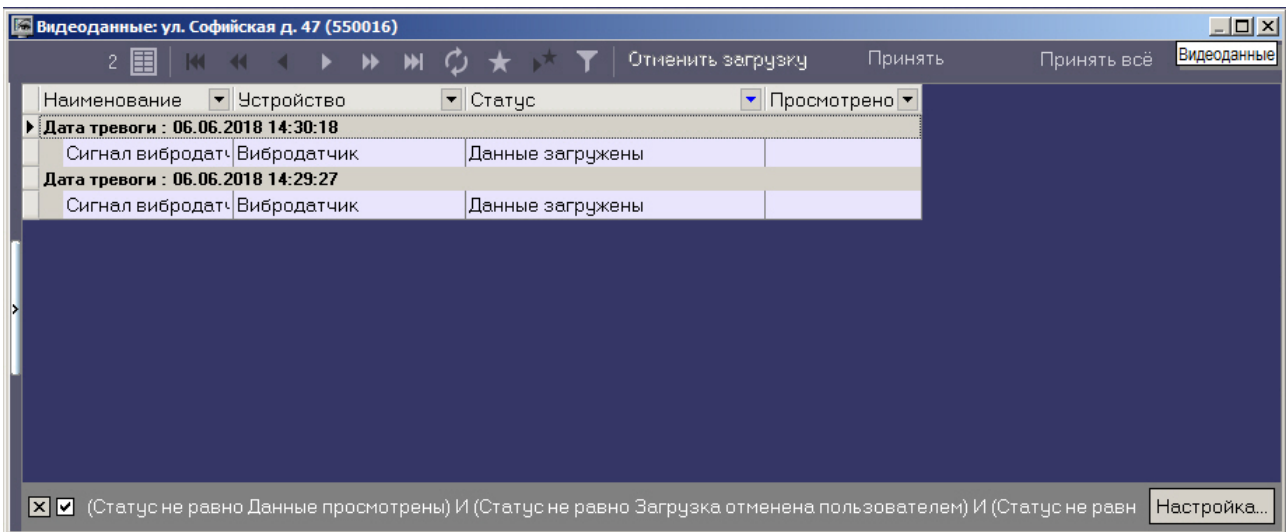 Видеоданные: ул. Софийская д. 47 (550016)
2 Отменить загрузку Принять Принять всё Видеоданные
Наименование Устройство Статус Просмотрено
Дата тревоги : 06.06.2018 14:30:18
Сигнал вибродатч Вибродатчик Данные загружены
Дата тревоги : 06.06.2018 14:29:27
Сигнал вибродатч Вибродатчик Данные загружены
(Статус не равно Данные просмотрены) И (Статус не равно Загрузка отменена пользователем) И (Статус не равн Настройка...